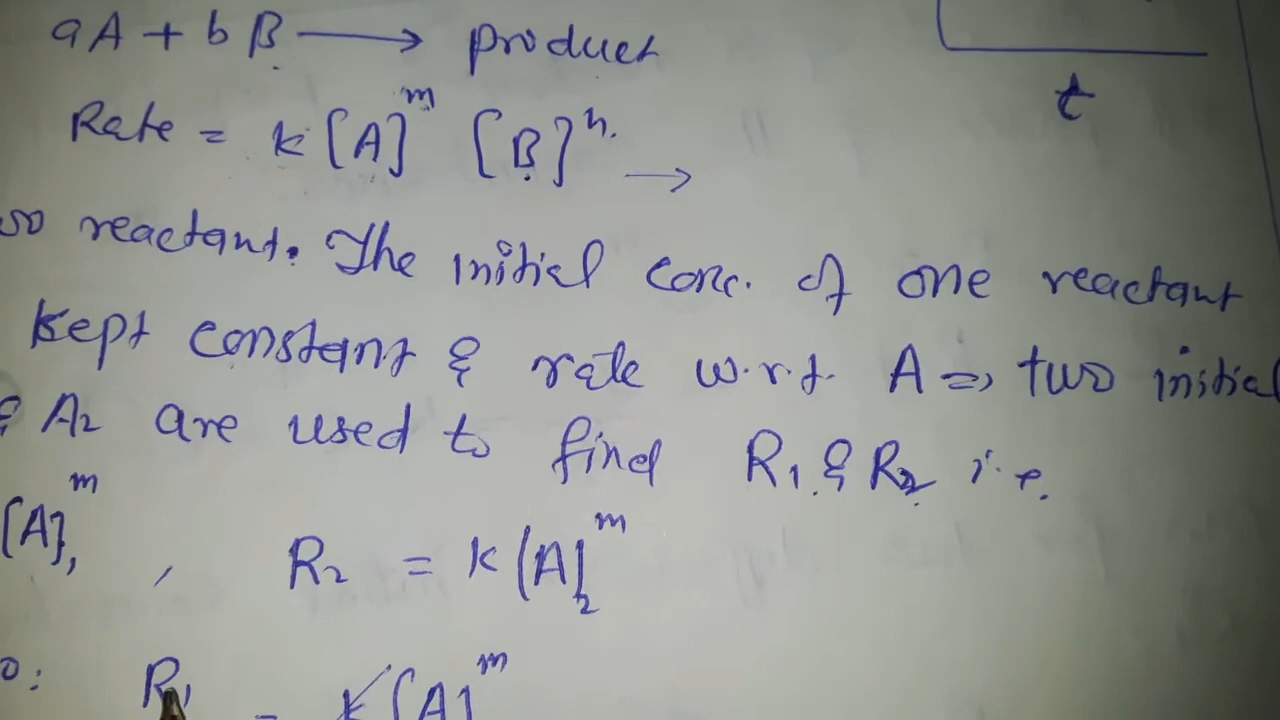 aA + bB → product
t
Rate = k [A]^m [B]^n. →
so reactant. The initial conc. of one reactant
kept constant & rate w.r.t. A => two initial
& A2 are used to find R1 & R2 i.e.
[A]1^m , R2 = k [A]2^m
R1 = k [A]^m